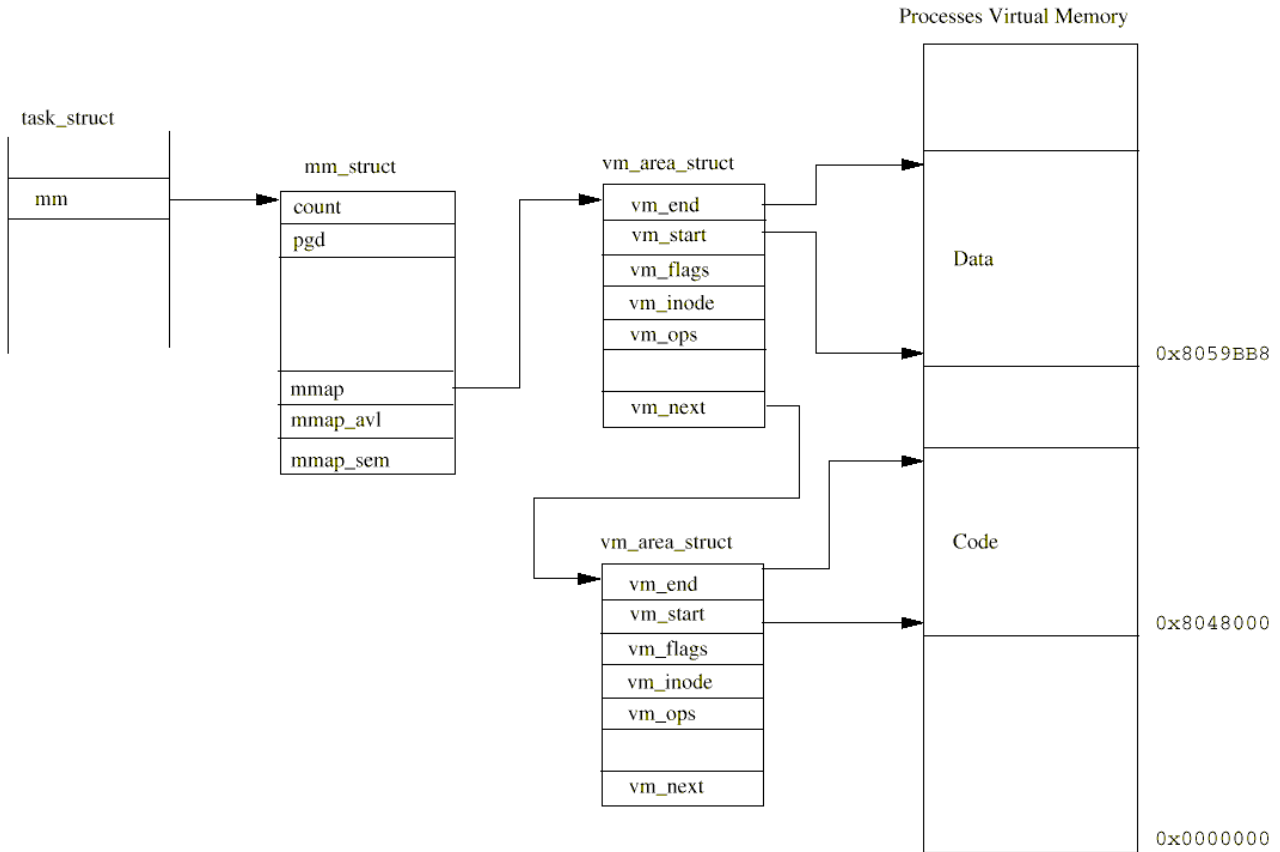 Processes Virtual Memory
task_struct
mm
mm_struct
count
pgd
mmap
mmap_avl
mmap_sem
vm_area_struct
vm_end
vm_start
vm_flags
vm_inode
vm_ops
vm_next
vm_area_struct
vm_end
vm_start
vm_flags
vm_inode
vm_ops
vm_next
Data
0x8059BB8
Code
0x8048000
0x0000000